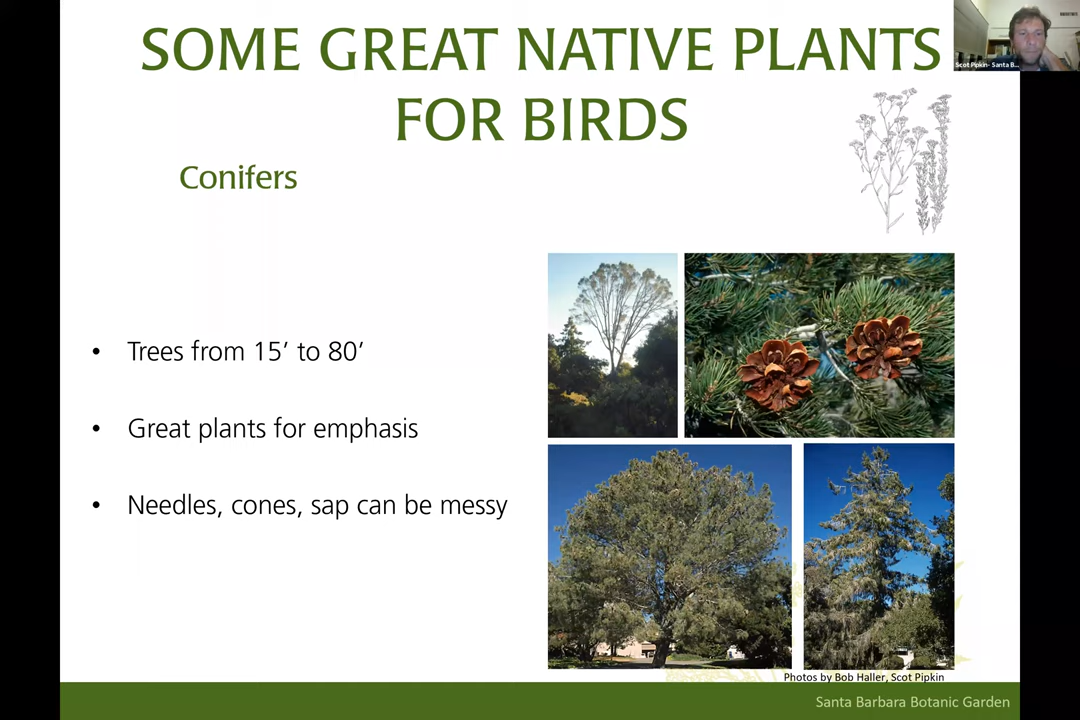 SOME GREAT NATIVE PLANTS
FOR BIRDS
Scot Pipkin- Santa B...
Conifers
• Trees from 15’ to 80’
• Great plants for emphasis
• Needles, cones, sap can be messy
Photos by Bob Haller, Scot Pipkin
Santa Barbara Botanic Garden